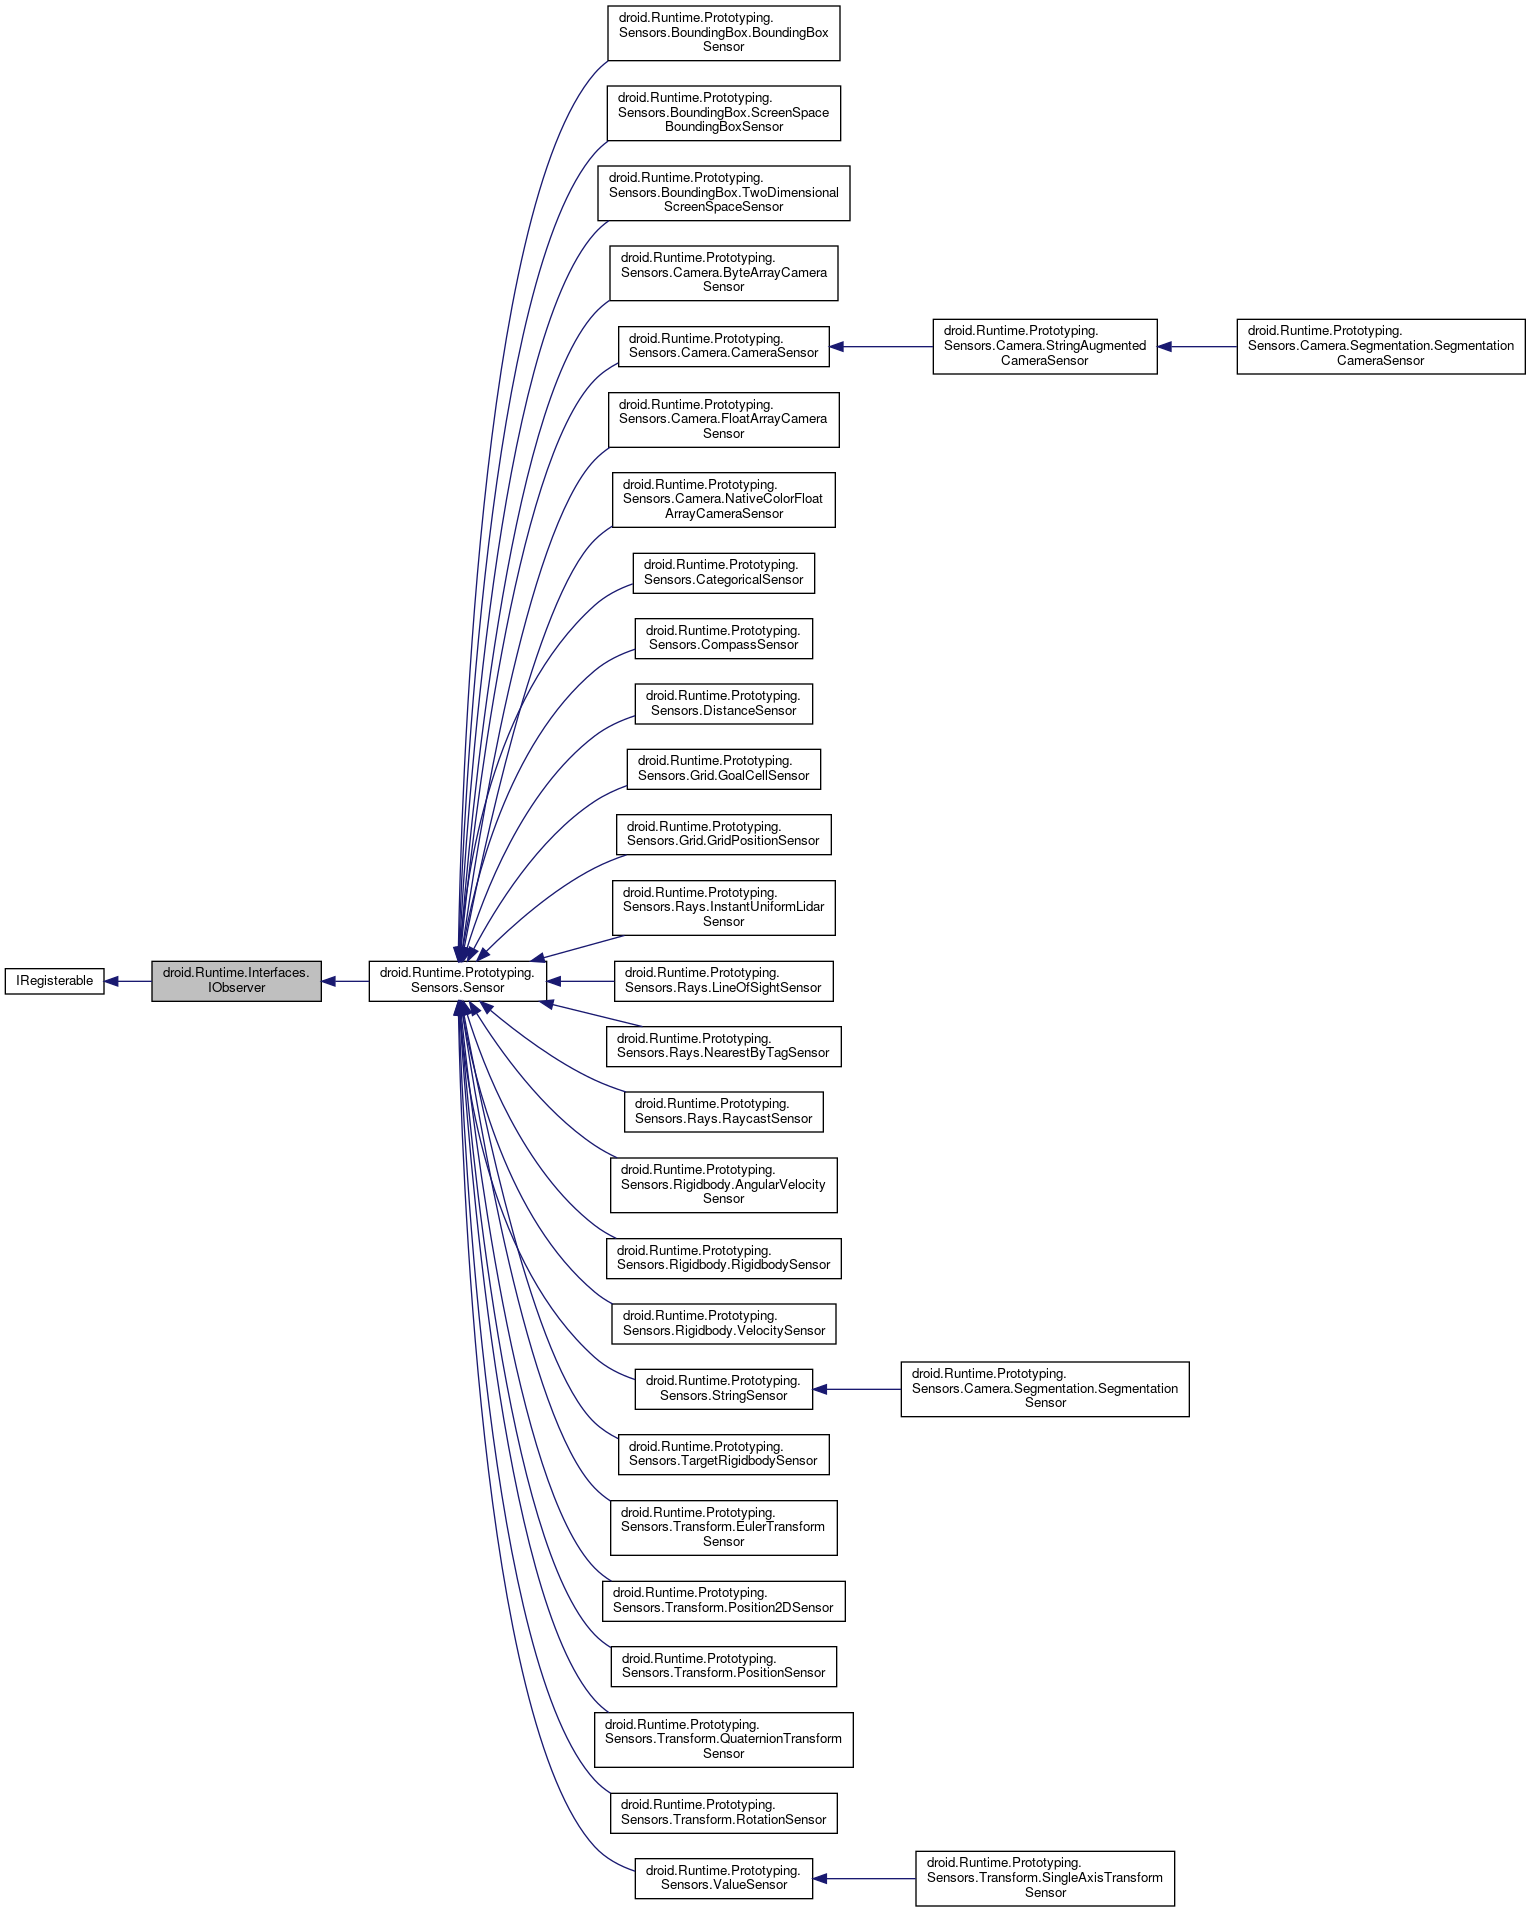 droid.Runtime.Prototyping.
Sensors.BoundingBox.BoundingBox
Sensor
droid.Runtime.Prototyping.
Sensors.BoundingBox.ScreenSpace
BoundingBoxSensor
droid.Runtime.Prototyping.
Sensors.BoundingBox.TwoDimensional
ScreenSpaceSensor
droid.Runtime.Prototyping.
Sensors.Camera.ByteArrayCamera
Sensor
droid.Runtime.Prototyping.
Sensors.Camera.CameraSensor
droid.Runtime.Prototyping.
Sensors.Camera.StringAugmented
CameraSensor
droid.Runtime.Prototyping.
Sensors.Camera.Segmentation.Segmentation
CameraSensor
droid.Runtime.Prototyping.
Sensors.Camera.FloatArrayCamera
Sensor
droid.Runtime.Prototyping.
Sensors.Camera.NativeColorFloat
ArrayCameraSensor
droid.Runtime.Prototyping.
Sensors.CategoricalSensor
droid.Runtime.Prototyping.
Sensors.CompassSensor
droid.Runtime.Prototyping.
Sensors.DistanceSensor
droid.Runtime.Prototyping.
Sensors.Grid.GoalCellSensor
droid.Runtime.Prototyping.
Sensors.Grid.GridPositionSensor
droid.Runtime.Prototyping.
Sensors.Rays.InstantUniformLidar
Sensor
IRegisterable
droid.Runtime.Interfaces.
IObserver
droid.Runtime.Prototyping.
Sensors.Sensor
droid.Runtime.Prototyping.
Sensors.Rays.LineOfSightSensor
droid.Runtime.Prototyping.
Sensors.Rays.NearestByTagSensor
droid.Runtime.Prototyping.
Sensors.Rays.RaycastSensor
droid.Runtime.Prototyping.
Sensors.Rigidbody.AngularVelocity
Sensor
droid.Runtime.Prototyping.
Sensors.Rigidbody.RigidbodySensor
droid.Runtime.Prototyping.
Sensors.Rigidbody.VelocitySensor
droid.Runtime.Prototyping.
Sensors.StringSensor
droid.Runtime.Prototyping.
Sensors.Camera.Segmentation.Segmentation
Sensor
droid.Runtime.Prototyping.
Sensors.TargetRigidbodySensor
droid.Runtime.Prototyping.
Sensors.Transform.EulerTransform
Sensor
droid.Runtime.Prototyping.
Sensors.Transform.Position2DSensor
droid.Runtime.Prototyping.
Sensors.Transform.PositionSensor
droid.Runtime.Prototyping.
Sensors.Transform.QuaternionTransform
Sensor
droid.Runtime.Prototyping.
Sensors.Transform.RotationSensor
droid.Runtime.Prototyping.
Sensors.ValueSensor
droid.Runtime.Prototyping.
Sensors.Transform.SingleAxisTransform
Sensor